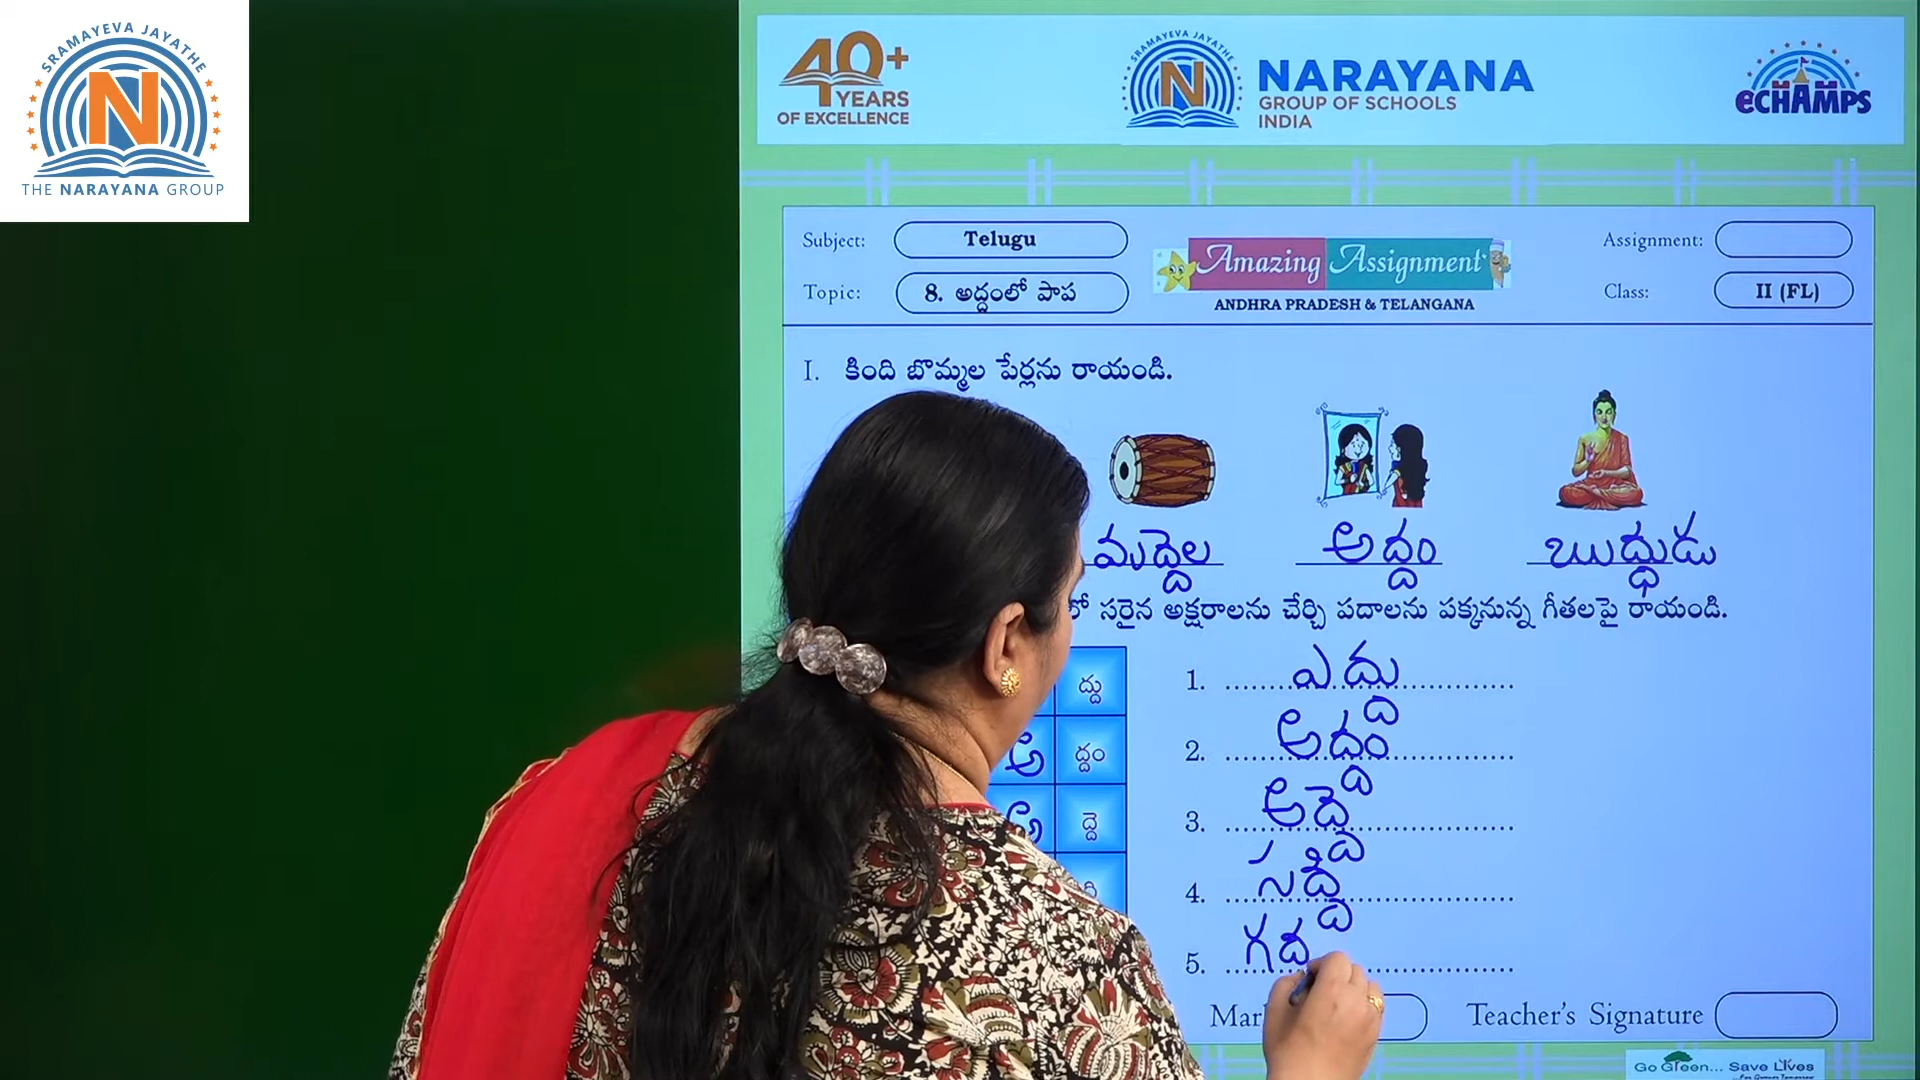 SRAMAYEVA JAYATHE
N
THE NARAYANA GROUP
40+
YEARS
OF EXCELLENCE
SRAMAYEVA JAYATHE
N
NARAYANA
GROUP OF SCHOOLS
INDIA
eCHAMPS
Subject: Telugu
Topic: 8. అద్దంలో పాప
Amazing Assignment
ANDHRA PRADESH & TELANGANA
Assignment:
Class: II (FL)
I. కింది బొమ్మల పేర్లను రాయండి.
మద్దెల అద్దం బుద్ధుడు
సరైన అక్షరాలను చేర్చి పదాలను పక్కనున్న గీతలపై రాయండి.
ద్దు
1. ఎద్దు
అ ద్దం
2. అద్దం
అ ద్దె
3. అద్దె
4. సద్ది
5. గద
Teacher's Signature
Go Green... Save Lives